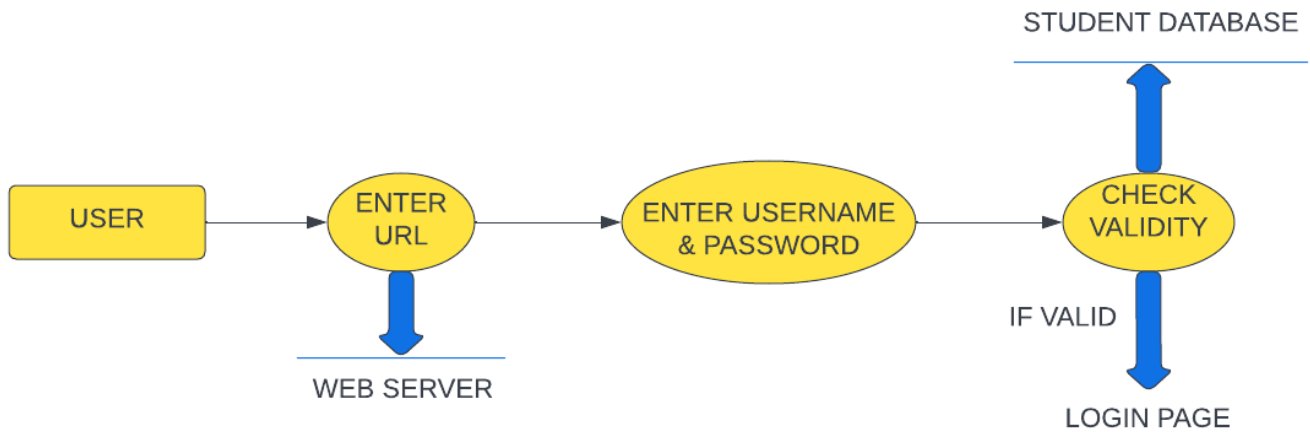 STUDENT DATABASE
USER
ENTER
URL
ENTER USERNAME
& PASSWORD
CHECK
VALIDITY
IF VALID
WEB SERVER
LOGIN PAGE